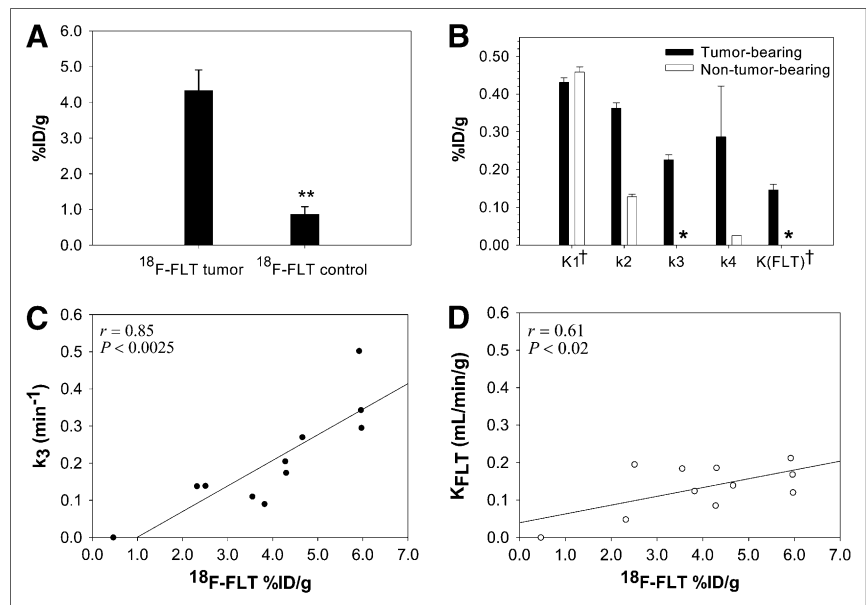 A
%ID/g
6.0
5.0
4.0
3.0
2.0
1.0
0.0
**
18F-FLT tumor
18F-FLT control
B
%ID/g
0.50
0.40
0.30
0.20
0.10
0.00
Tumor-bearing
Non-tumor-bearing
*
*
K1†
k2
k3
k4
K(FLT)†
C
r = 0.85
P < 0.0025
k3 (min-1)
0.6
0.5
0.4
0.3
0.2
0.1
0.0
0.0 1.0 2.0 3.0 4.0 5.0 6.0 7.0
18F-FLT %ID/g
D
r = 0.61
P < 0.02
KFLT (mL/min/g)
0.6
0.5
0.4
0.3
0.2
0.1
0.0
0.0 1.0 2.0 3.0 4.0 5.0 6.0 7.0
18F-FLT %ID/g